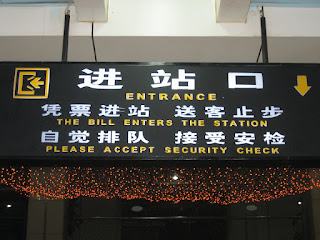 进站口
ENTRANCE
凭票进站 送客止步
THE BILL ENTERS THE STATION
自觉排队 接受安检
PLEASE ACCEPT SECURITY CHECK